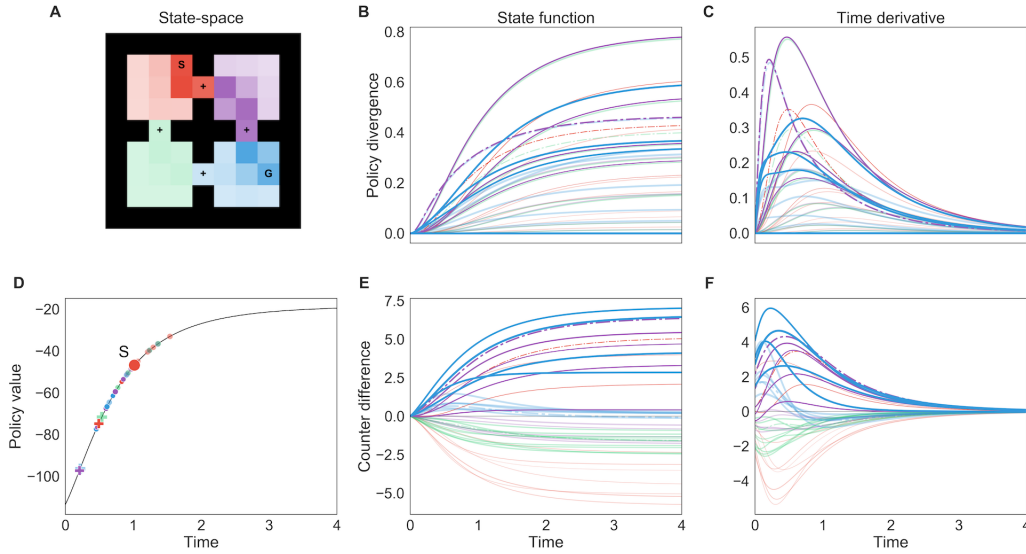 A
State-space
S
+
+
+
+
G
B
State function
Policy divergence
0.8
0.6
0.4
0.2
0.0
C
Time derivative
0.5
0.4
0.3
0.2
0.1
0.0
D
Policy value
−20
−40
−60
−80
−100
S
0 1 2 3 4
Time
E
Counter difference
7.5
5.0
2.5
0.0
−2.5
−5.0
0 1 2 3 4
Time
F
6
4
2
0
−2
−4
0 1 2 3 4
Time